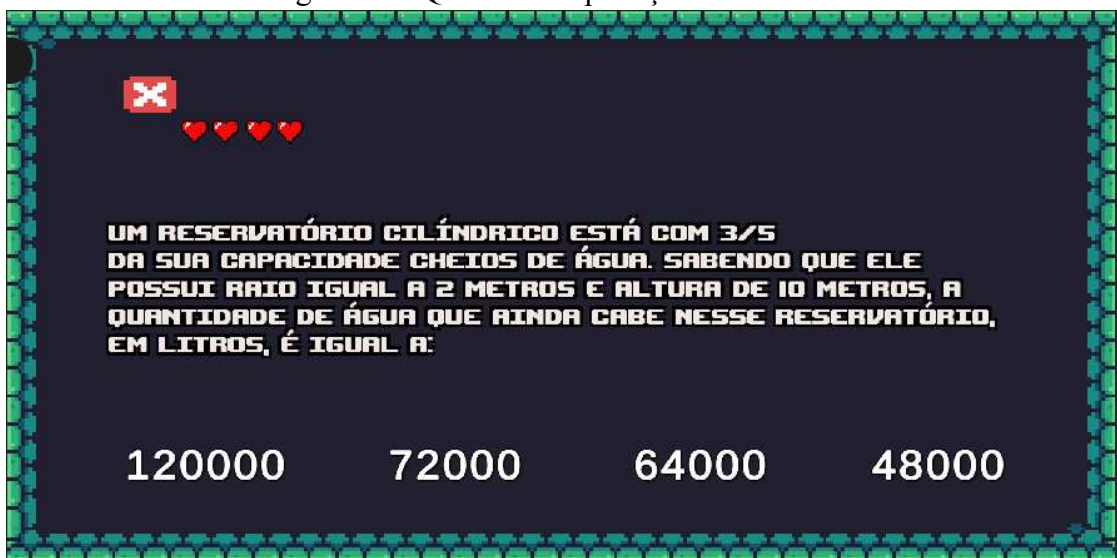 UM RESERVATÓRIO CILÍNDRICO ESTÁ COM 3/5
DA SUA CAPACIDADE CHEIOS DE ÁGUA. SABENDO QUE ELE
POSSUI RAIO IGUAL A 2 METROS E ALTURA DE 10 METROS, A
QUANTIDADE DE ÁGUA QUE AINDA CABE NESSE RESERVATÓRIO,
EM LITROS, É IGUAL A:
120000 72000 64000 48000